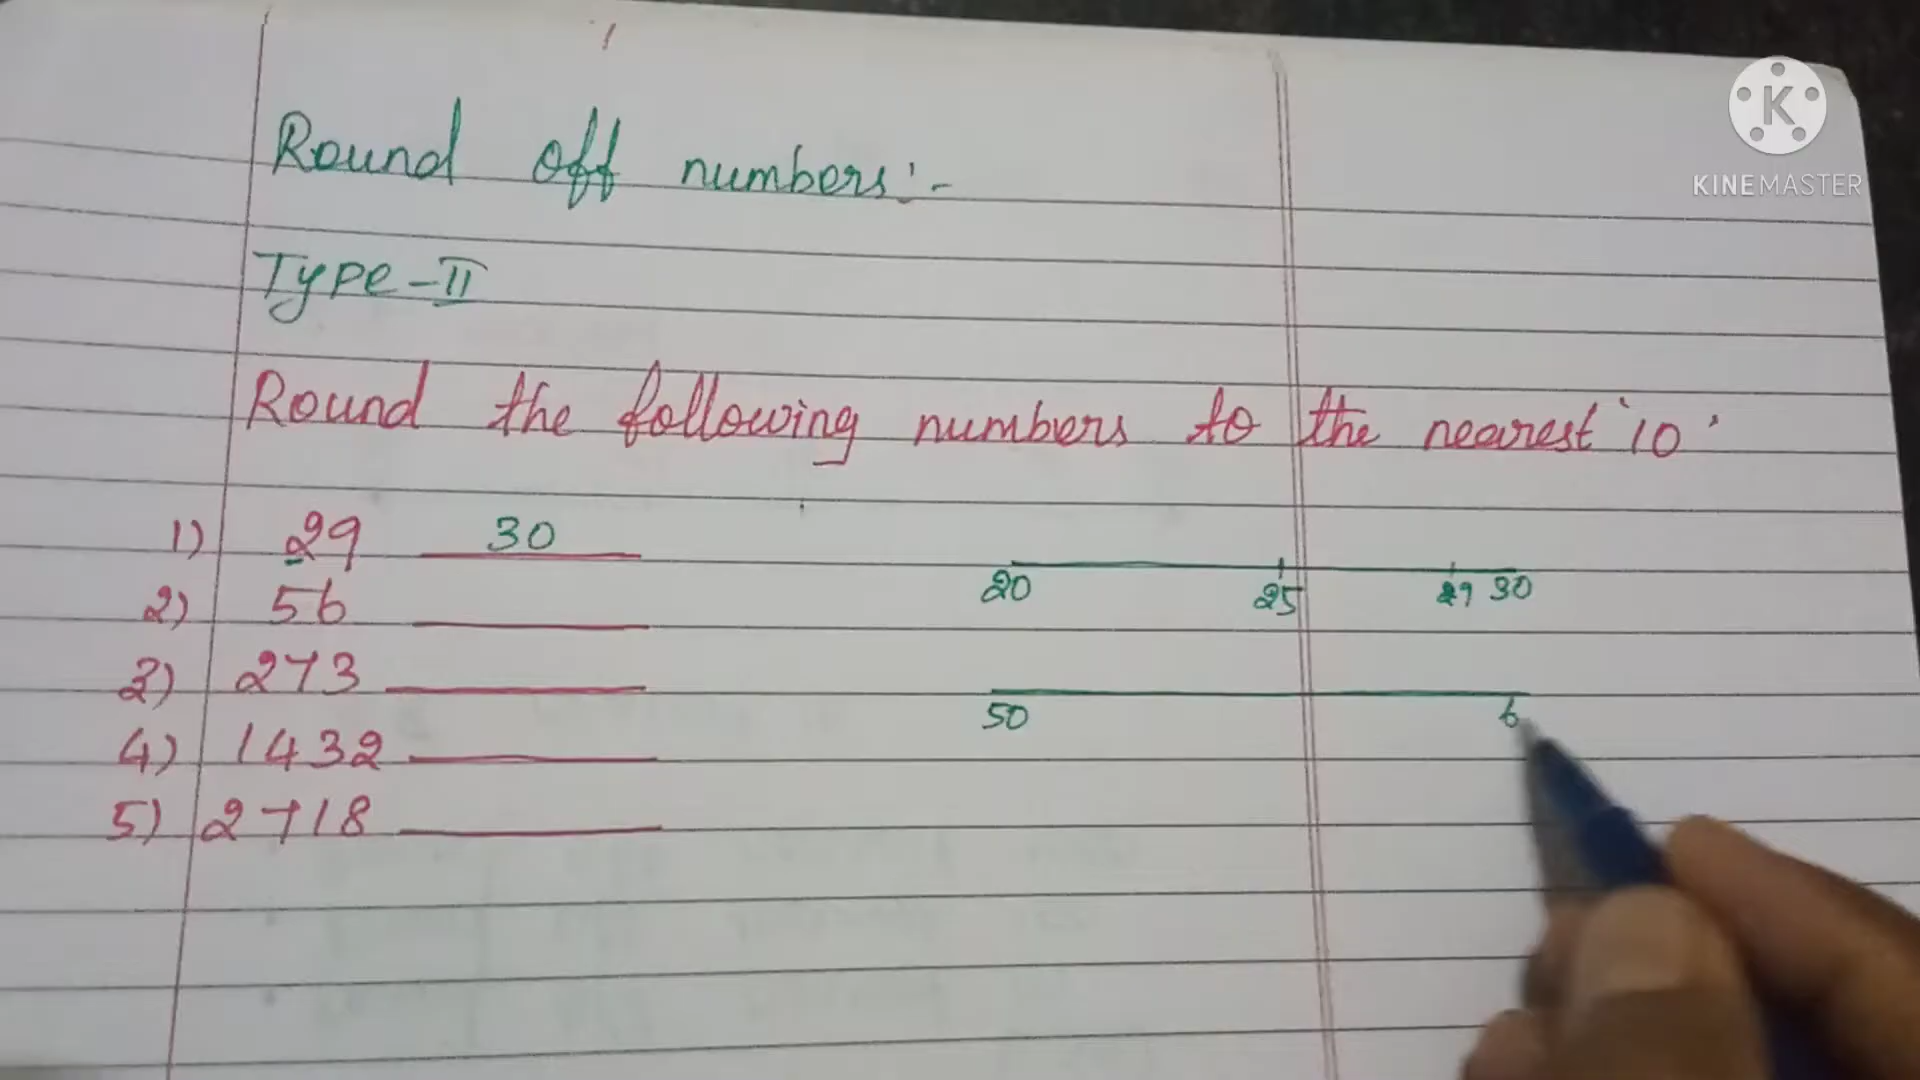 Round off numbers:-
Type-II
Round the following numbers to the nearest '10'
1) 29 30
2) 56
3) 273
4) 1432
5) 2718
20 25 29 30
50 6
KINEMASTER